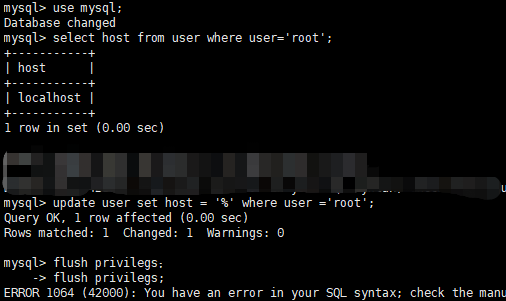 mysql> use mysql;
Database changed
mysql> select host from user where user='root';
+-----------+
| host      |
+-----------+
| localhost |
+-----------+
1 row in set (0.00 sec)
mysql> update user set host = '%' where user ='root';
Query OK, 1 row affected (0.00 sec)
Rows matched: 1  Changed: 1  Warnings: 0
mysql> flush privilegs：
    -> flush privilegs;
ERROR 1064 (42000): You have an error in your SQL syntax; check the manu